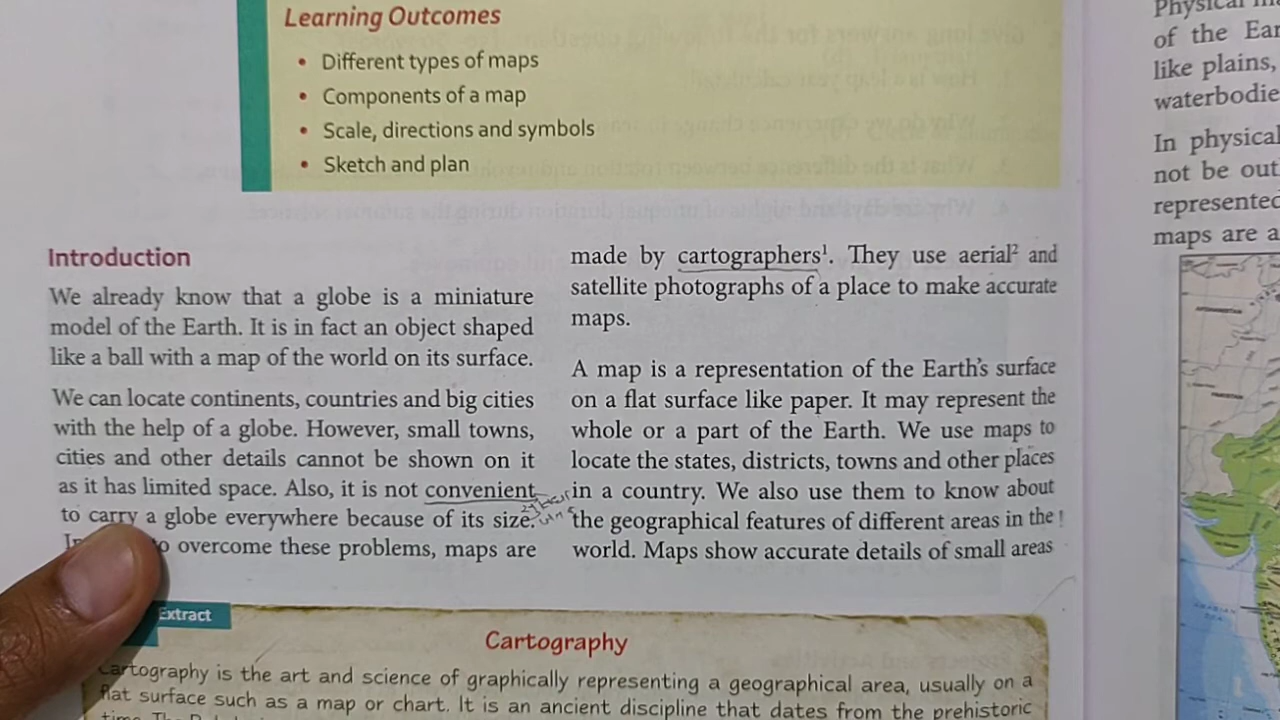 Learning Outcomes
• Different types of maps
• Components of a map
• Scale, directions and symbols
• Sketch and plan
Introduction
We already know that a globe is a miniature
model of the Earth. It is in fact an object shaped
like a ball with a map of the world on its surface.
We can locate continents, countries and big cities
with the help of a globe. However, small towns,
cities and other details cannot be shown on it
as it has limited space. Also, it is not convenient
to carry a globe everywhere because of its size.
to overcome these problems, maps are
made by cartographers¹. They use aerial² and
satellite photographs of a place to make accurate
maps.
A map is a representation of the Earth's surface
on a flat surface like paper. It may represent the
whole or a part of the Earth. We use maps to
locate the states, districts, towns and other places
in a country. We also use them to know about
the geographical features of different areas in the
world. Maps show accurate details of small areas
Extract
Cartography
Cartography is the art and science of graphically representing a geographical area, usually on a
flat surface such as a map or chart. It is an ancient discipline that dates from the prehistoric
Physical
of the Ear
like plains,
waterbodie
In physical
not be out
represented
maps are a